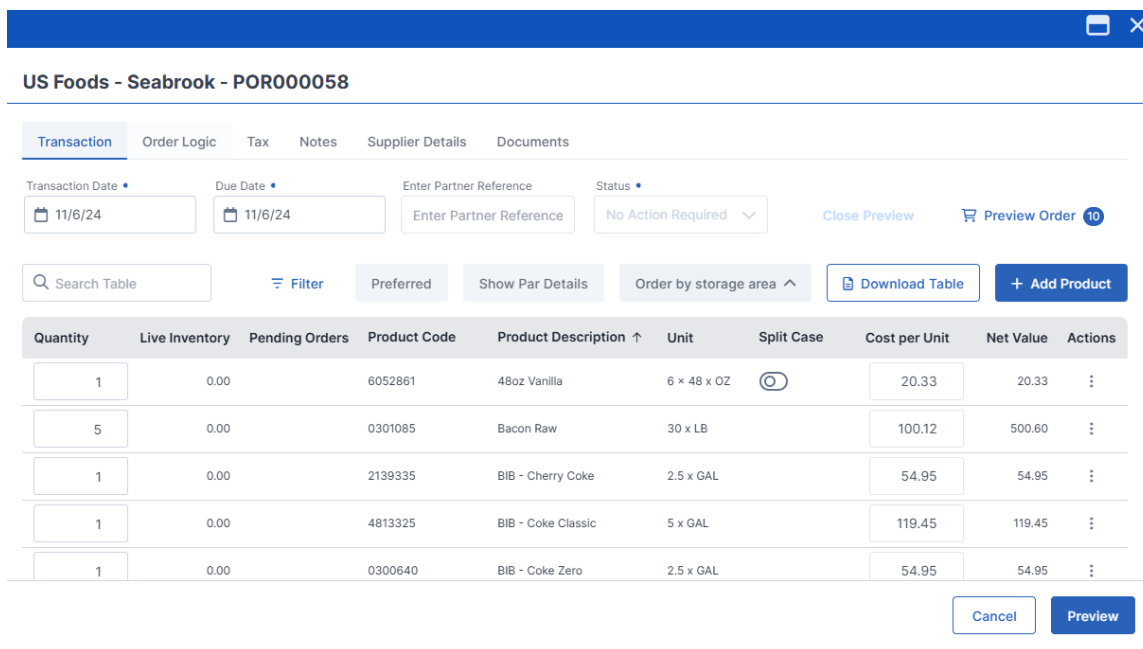 US Foods - Seabrook - POR000058
Transaction Order Logic Tax Notes Supplier Details Documents
Transaction Date • Due Date • Enter Partner Reference Status •
11/6/24 11/6/24 Enter Partner Reference No Action Required Close Preview Preview Order 10
Search Table Filter Preferred Show Par Details Order by storage area Download Table + Add Product
Quantity Live Inventory Pending Orders Product Code Product Description ↑ Unit Split Case Cost per Unit Net Value Actions
1 0.00 6052861 48oz Vanilla 6 × 48 x OZ 20.33 20.33
5 0.00 0301085 Bacon Raw 30 x LB 100.12 500.60
1 0.00 2139335 BIB - Cherry Coke 2.5 x GAL 54.95 54.95
1 0.00 4813325 BIB - Coke Classic 5 x GAL 119.45 119.45
1 0.00 0300640 BIB - Coke Zero 2.5 x GAL 54.95 54.95
Cancel Preview